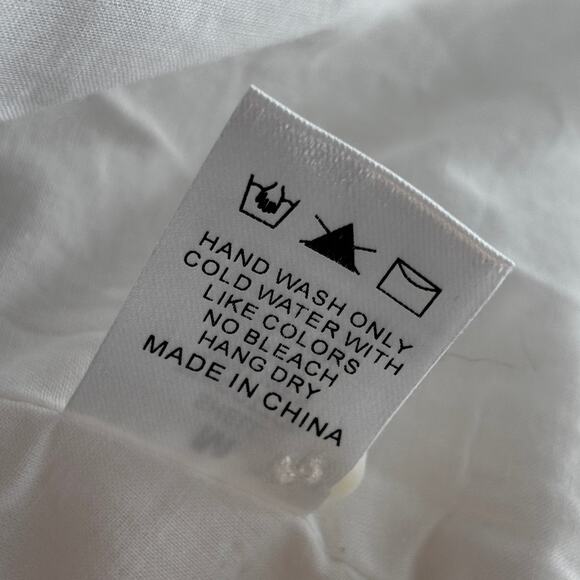 HAND WASH ONLY
COLD WATER WITH
LIKE COLORS
NO BLEACH
HANG DRY
MADE IN CHINA